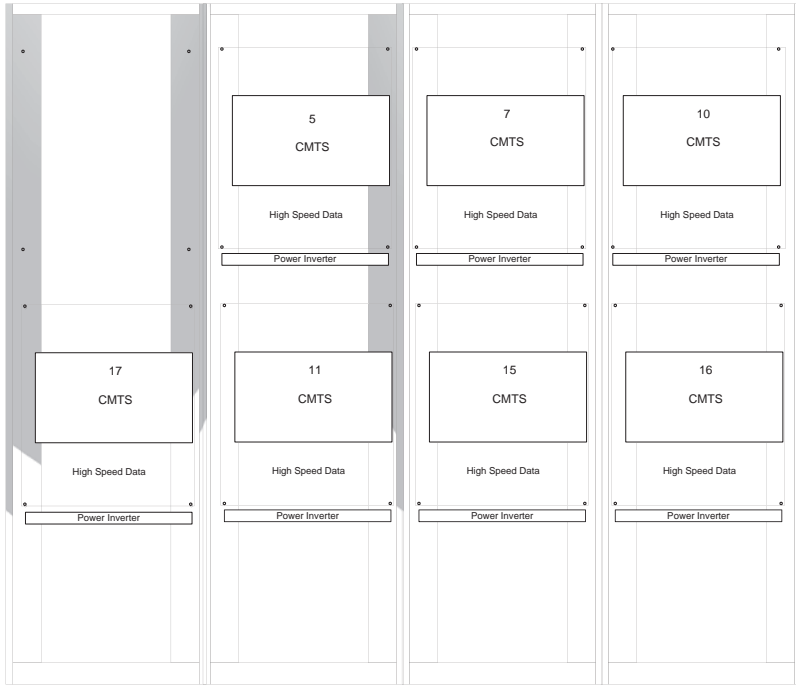 5
CMTS
High Speed Data
Power Inverter
7
CMTS
High Speed Data
Power Inverter
10
CMTS
High Speed Data
Power Inverter
17
CMTS
High Speed Data
Power Inverter
11
CMTS
High Speed Data
Power Inverter
15
CMTS
High Speed Data
Power Inverter
16
CMTS
High Speed Data
Power Inverter